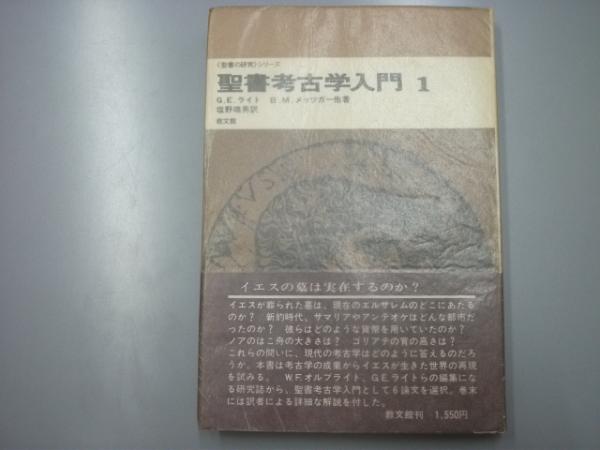 《聖書の研究》シリーズ
聖書考古学入門 1
G.E.ライト B.M.メッツガー他著
塩野靖男訳
教文館
イエスの墓は実在するのか?
イエスが葬られた墓は、現在のエルサレムのどこにあたる
のか? 新約時代、サマリアやアンテオケはどんな都市だ
ったのか? 彼らはどのような貨幣を用いていたのか?
ノアのはこ舟の大きさは? ゴリアテの背の高さは?
これらの問いに、現代の考古学はどのように答えるのだろ
うか。本書は考古学の成果からイエスが生きた世界の再現
を試みる。 W.F.オルブライト、G.E.ライトらの編集にな
る研究誌から、聖書考古学入門として6論文を選択。巻末
には訳者による詳細な解説を付した。
教文館刊 1,550円